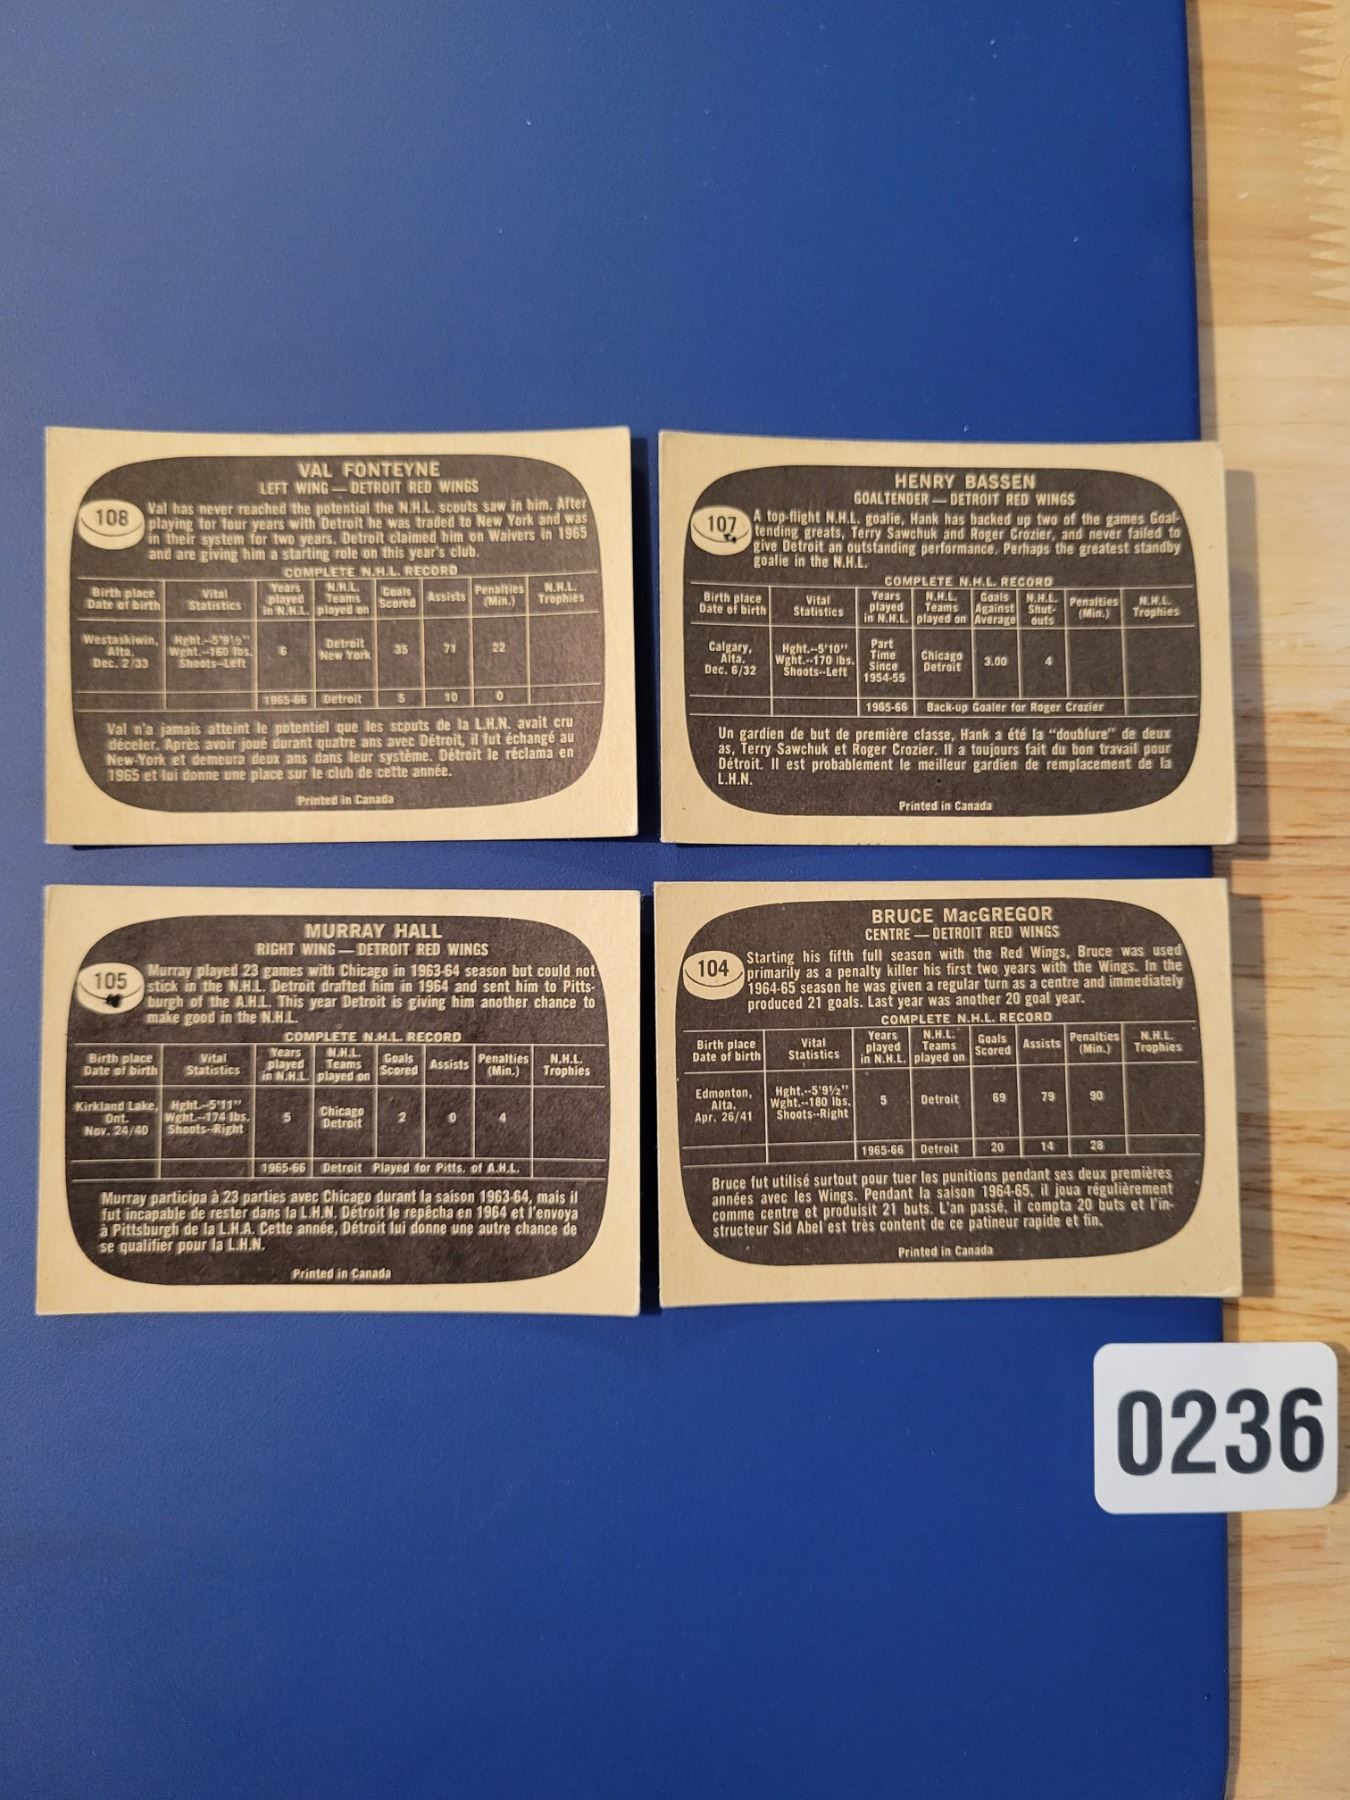 VAL FONTEYNE
LEFT WING — DETROIT RED WINGS
108
Val has never reached the potential the N.H.L. scouts saw in him. After
playing for four years with Detroit he was traded to New York and was
in their system for two years. Detroit claimed him on Waivers in 1965
and are giving him a starting role on this year's club.
COMPLETE N.H.L. RECORD
Birth place Date of birth | Vital Statistics | Years played in N.H.L. | N.H.L. Teams played on | Goals Scored | Assists | Penalties (Min.) | N.H.L. Trophies
Westaskiwin, Alta. Dec. 2/33 | Hght.--5'9½" Wght.--160 lbs. Shoots--Left | 6 | Detroit New York | 35 | 71 | 22
1965-66 | Detroit | 5 | 10 | 0
Val n'a jamais atteint le potentiel que les scouts de la L.H.N. avait cru
déceler. Après avoir joué durant quatre ans avec Détroit, il fut échangé au
New-York et demeura deux ans dans leur système. Détroit le réclama en
1965 et lui donne une place sur le club de cette année.
Printed in Canada
HENRY BASSEN
GOALTENDER — DETROIT RED WINGS
107
A top-flight N.H.L. goalie, Hank has backed up two of the games Goal-
tending greats, Terry Sawchuk and Roger Crozier, and never failed to
give Detroit an outstanding performance. Perhaps the greatest standby
goalie in the N.H.L.
COMPLETE N.H.L. RECORD
Birth place Date of birth | Vital Statistics | Years played in N.H.L. | N.H.L. Teams played on | Goals Against Average | N.H.L. Shut-outs | Penalties (Min.) | N.H.L. Trophies
Calgary, Alta. Dec. 6/32 | Hght.--5'10" Wght.--170 lbs. Shoots--Left | Part Time Since 1954-55 | Chicago Detroit | 3.00 | 4
1965-66 | Back-up Goaler for Roger Crozier
Un gardien de but de première classe, Hank a été la "doublure" de deux
as, Terry Sawchuk et Roger Crozier. Il a toujours fait du bon travail pour
Détroit. Il est probablement le meilleur gardien de remplacement de la
L.H.N.
Printed in Canada
MURRAY HALL
RIGHT WING — DETROIT RED WINGS
105
Murray played 23 games with Chicago in 1963-64 season but could not
stick in the N.H.L. Detroit drafted him in 1964 and sent him to Pitts-
burgh of the A.H.L. This year Detroit is giving him another chance to
make good in the N.H.L.
COMPLETE N.H.L. RECORD
Birth place Date of birth | Vital Statistics | Years played in N.H.L. | N.H.L. Teams played on | Goals Scored | Assists | Penalties (Min.) | N.H.L. Trophies
Kirkland Lake, Ont. Nov. 24/40 | Hght.--5'11" Wght.--174 lbs. Shoots--Right | 5 | Chicago Detroit | 2 | 0 | 4
1965-66 | Detroit Played for Pitts. of A.H.L.
Murray participa à 23 parties avec Chicago durant la saison 1963-64, mais il
fut incapable de rester dans la L.H.N. Détroit le repêcha en 1964 et l'envoya
à Pittsburgh de la L.H.A. Cette année, Détroit lui donne une autre chance de
se qualifier pour la L.H.N.
Printed in Canada
BRUCE MacGREGOR
CENTRE — DETROIT RED WINGS
104
Starting his fifth full season with the Red Wings, Bruce was used
primarily as a penalty killer his first two years with the Wings. In the
1964-65 season he was given a regular turn as a centre and immediately
produced 21 goals. Last year was another 20 goal year.
COMPLETE N.H.L. RECORD
Birth place Date of birth | Vital Statistics | Years played in N.H.L. | N.H.L. Teams played on | Goals Scored | Assists | Penalties (Min.) | N.H.L. Trophies
Edmonton, Alta. Apr. 26/41 | Hght.--5'9½" Wght.--180 lbs. Shoots--Right | 5 | Detroit | 69 | 79 | 90
1965-66 | Detroit | 20 | 14 | 28
Bruce fut utilisé surtout pour tuer les punitions pendant ses deux premières
années avec les Wings. Pendant la saison 1964-65, il joua régulièrement
comme centre et produisit 21 buts. L'an passé, il compta 20 buts et l'in-
structeur Sid Abel est très content de ce patineur rapide et fin.
Printed in Canada
0236